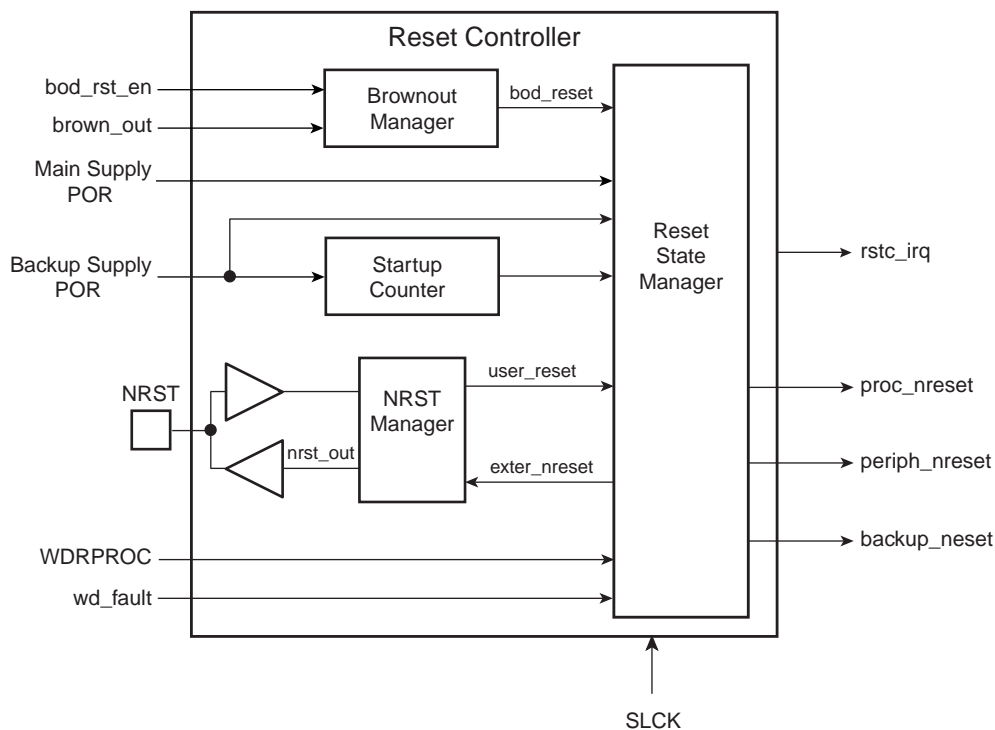 Reset Controller
bod_rst_en
brown_out
Brownout
Manager
bod_reset
Main Supply
POR
Backup Supply
POR
Startup
Counter
Reset
State
Manager
rstc_irq
NRST
NRST
Manager
user_reset
nrst_out
exter_nreset
proc_nreset
periph_nreset
backup_neset
WDRPROC
wd_fault
SLCK